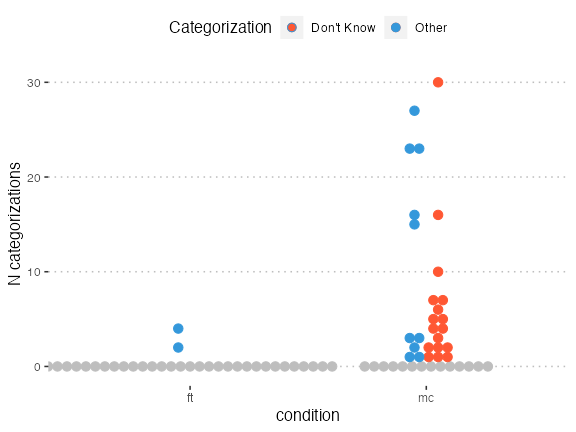 Categorization Don't Know Other
30
20
10
0
N categorizations
ft mc
condition